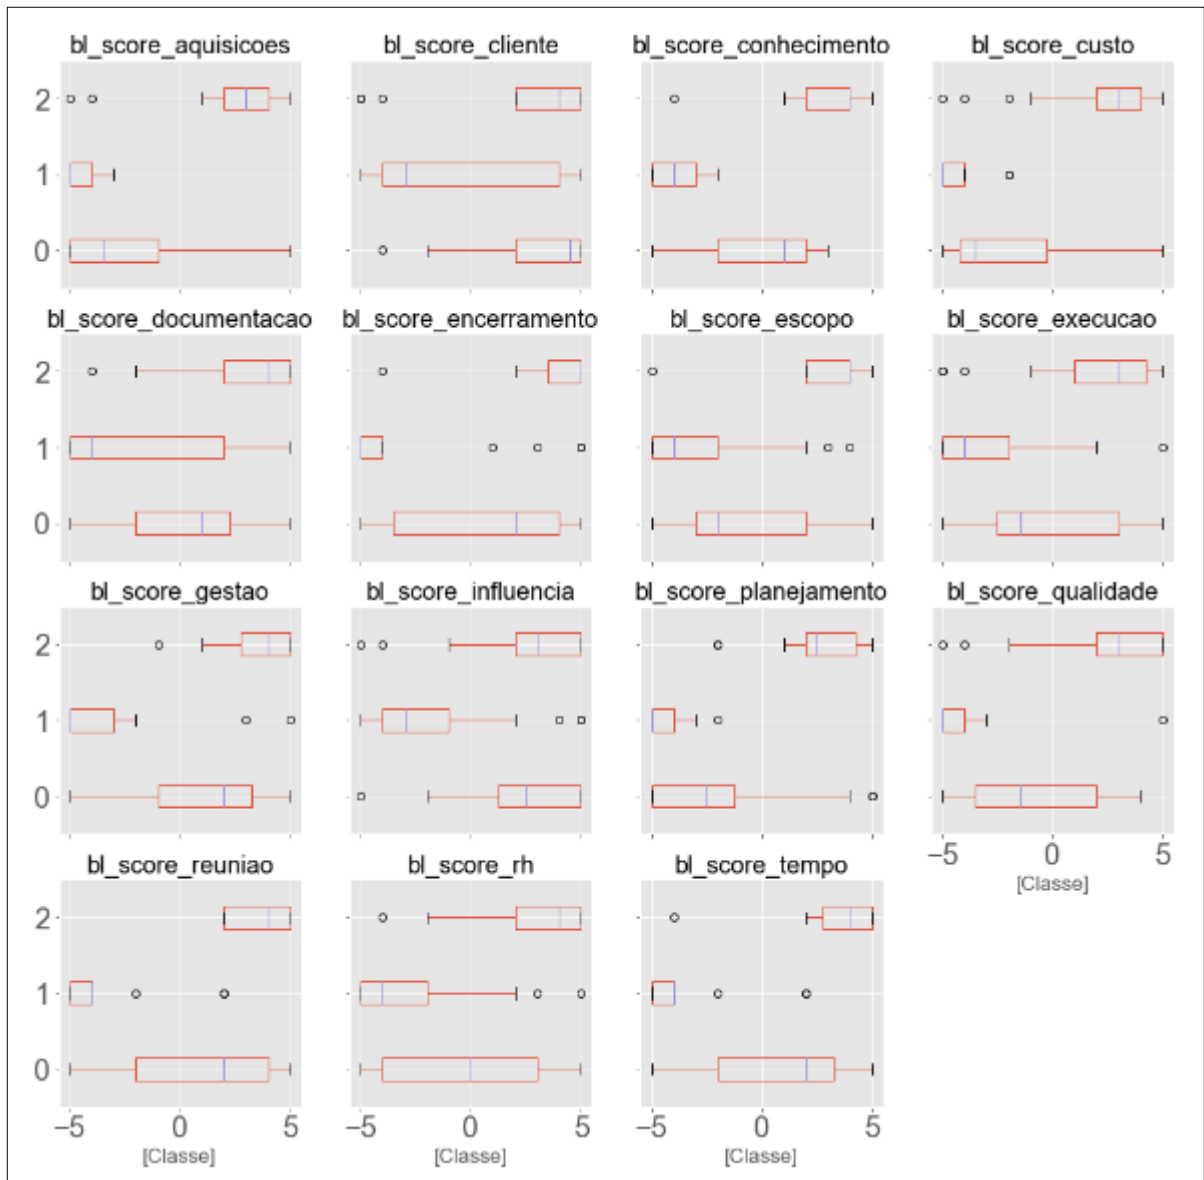 bl_score_aquisicoes bl_score_cliente bl_score_conhecimento bl_score_custo
2
1
0
bl_score_documentacao bl_score_encerramento bl_score_escopo bl_score_execucao
2
1
0
bl_score_gestao bl_score_influencia bl_score_planejamento bl_score_qualidade
2
1
0
−5 0 5
[Classe]
bl_score_reuniao bl_score_rh bl_score_tempo
2
1
0
−5 0 5 −5 0 5 −5 0 5
[Classe] [Classe] [Classe]